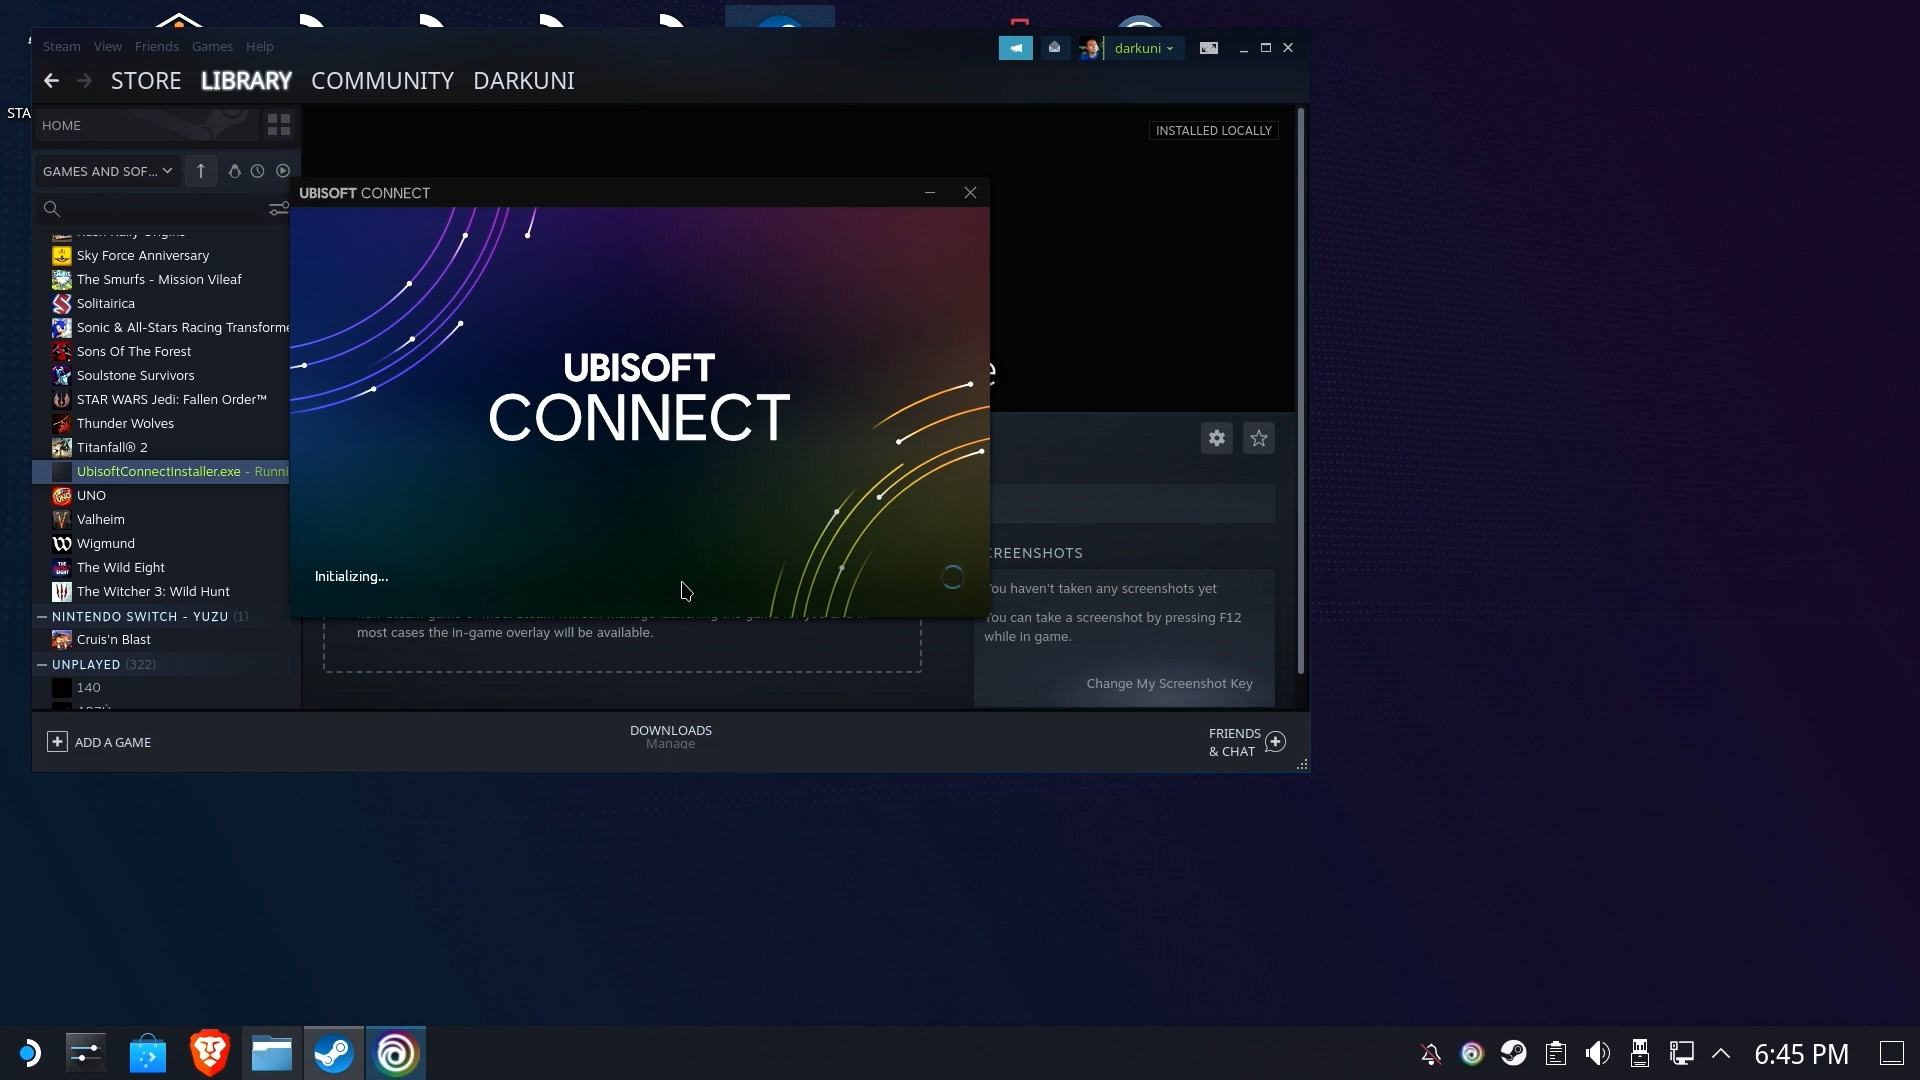 Steam View Friends Games Help
darkuni
STORE LIBRARY COMMUNITY DARKUNI
STA
HOME
INSTALLED LOCALLY
GAMES AND SOF...
UBISOFT CONNECT
Sky Force Anniversary
The Smurfs - Mission Vileaf
Solitairica
Sonic & All-Stars Racing Transforme
Sons Of The Forest
Soulstone Survivors
STAR WARS Jedi: Fallen Order™
Thunder Wolves
Titanfall® 2
UbisoftConnectInstaller.exe - Runni
UNO
Valheim
Wigmund
The Wild Eight
The Witcher 3: Wild Hunt
NINTENDO SWITCH - YUZU (1)
Cruis'n Blast
UNPLAYED (322)
140
UBISOFT
CONNECT
Initializing...
e
CREENSHOTS
You haven't taken any screenshots yet
You can take a screenshot by pressing F12
while in game.
Change My Screenshot Key
most cases the in-game overlay will be available.
ADD A GAME
DOWNLOADS
Manage
FRIENDS
& CHAT
6:45 PM